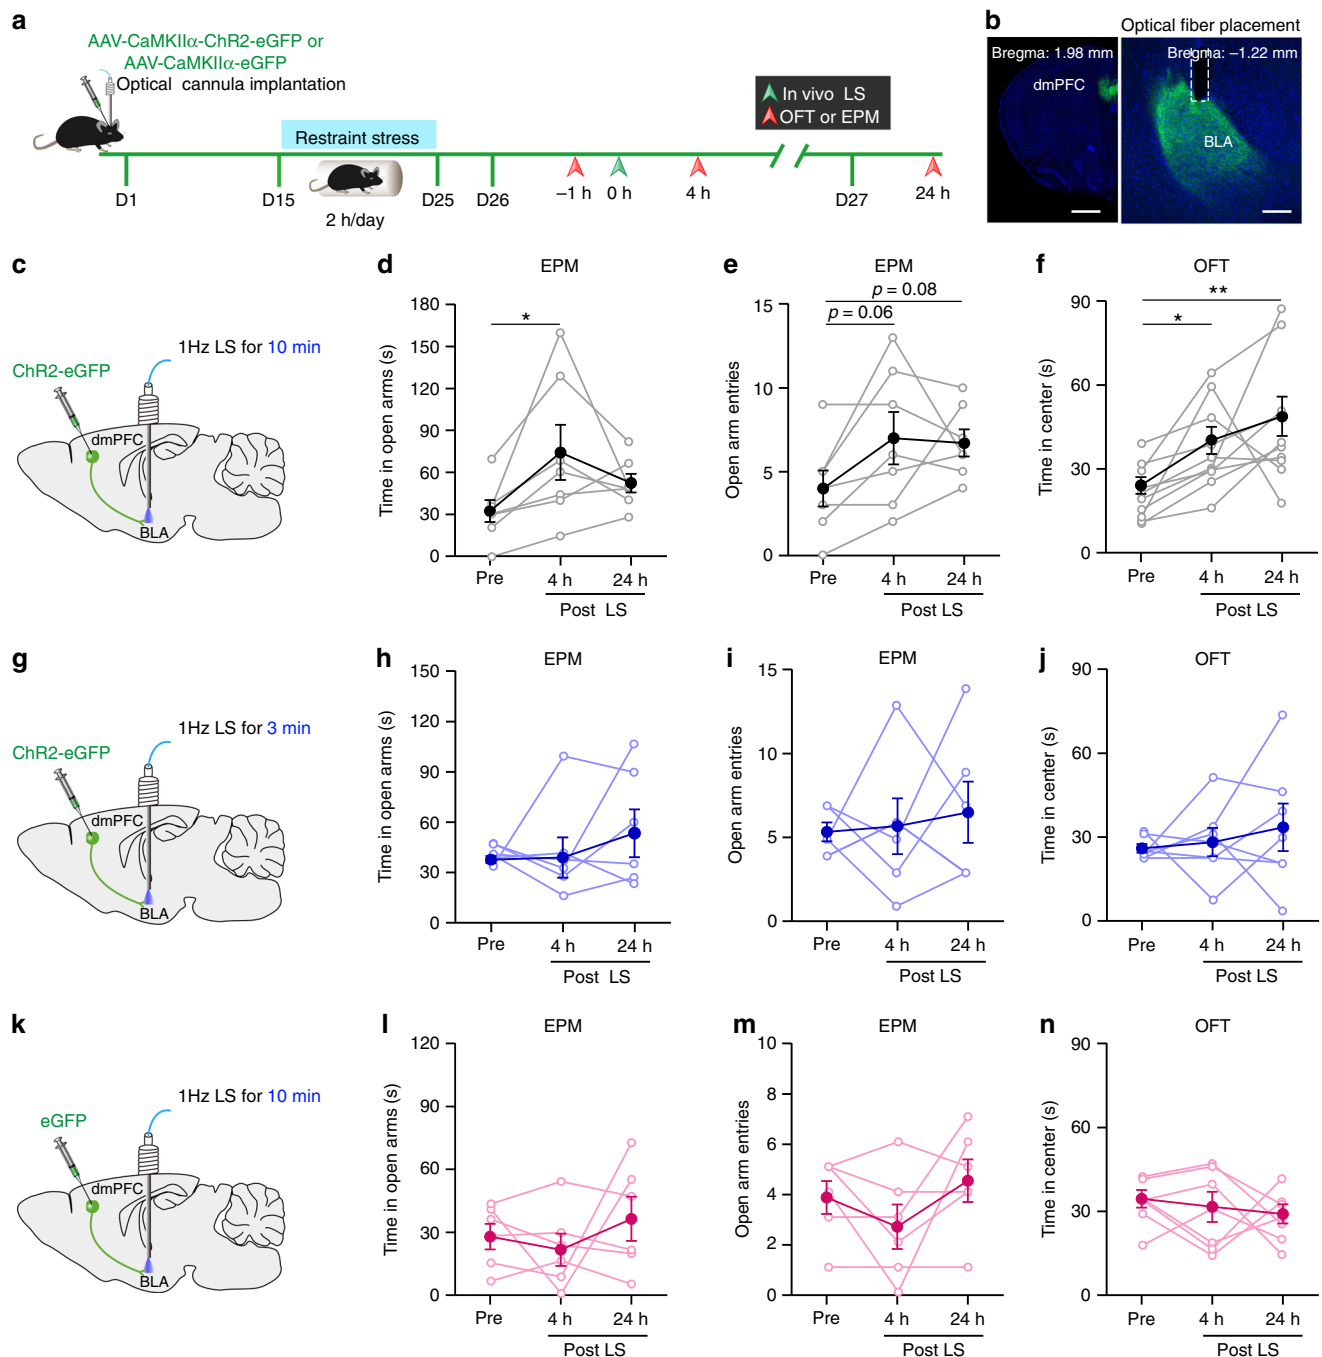 a
AAV-CaMKIIα-ChR2-eGFP or
AAV-CaMKIIα-eGFP
Optical cannula implantation
Restraint stress
2 h/day
In vivo LS
OFT or EPM
D1
D15
D25
D26
–1 h
0 h
4 h
D27
24 h
b
Optical fiber placement
Bregma: 1.98 mm
dmPFC
Bregma: –1.22 mm
BLA
c
1Hz LS for 10 min
ChR2-eGFP
dmPFC
BLA
d
EPM
Time in open arms (s)
180
150
120
90
60
30
0
*
Pre
4 h
24 h
Post LS
e
EPM
Open arm entries
15
10
5
0
p = 0.08
p = 0.06
Pre
4 h
24 h
Post LS
f
OFT
Time in center (s)
90
60
30
0
**
*
Pre
4 h
24 h
Post LS
g
1Hz LS for 3 min
ChR2-eGFP
dmPFC
BLA
h
EPM
Time in open arms (s)
150
120
90
60
30
0
Pre
4 h
24 h
Post LS
i
EPM
Open arm entries
15
10
5
0
Pre
4 h
24 h
Post LS
j
OFT
Time in center (s)
90
60
30
0
Pre
4 h
24 h
Post LS
k
1Hz LS for 10 min
eGFP
dmPFC
BLA
l
EPM
Time in open arms (s)
120
90
60
30
0
Pre
4 h
24 h
Post LS
m
EPM
Open arm entries
10
8
6
4
2
0
Pre
4 h
24 h
Post LS
n
OFT
Time in center (s)
90
60
30
0
Pre
4 h
24 h
Post LS